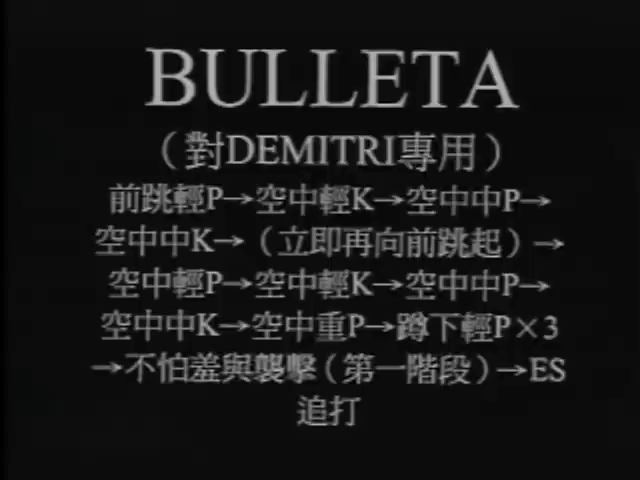 BULLETA
（對DEMITRI專用）
前跳輕P→空中輕K→空中中P→
空中中K→（立即再向前跳起）→
空中輕P→空中輕K→空中中P→
空中中K→空中重P→蹲下輕P×3
→不怕羞與襲擊（第一階段）→ES
追打